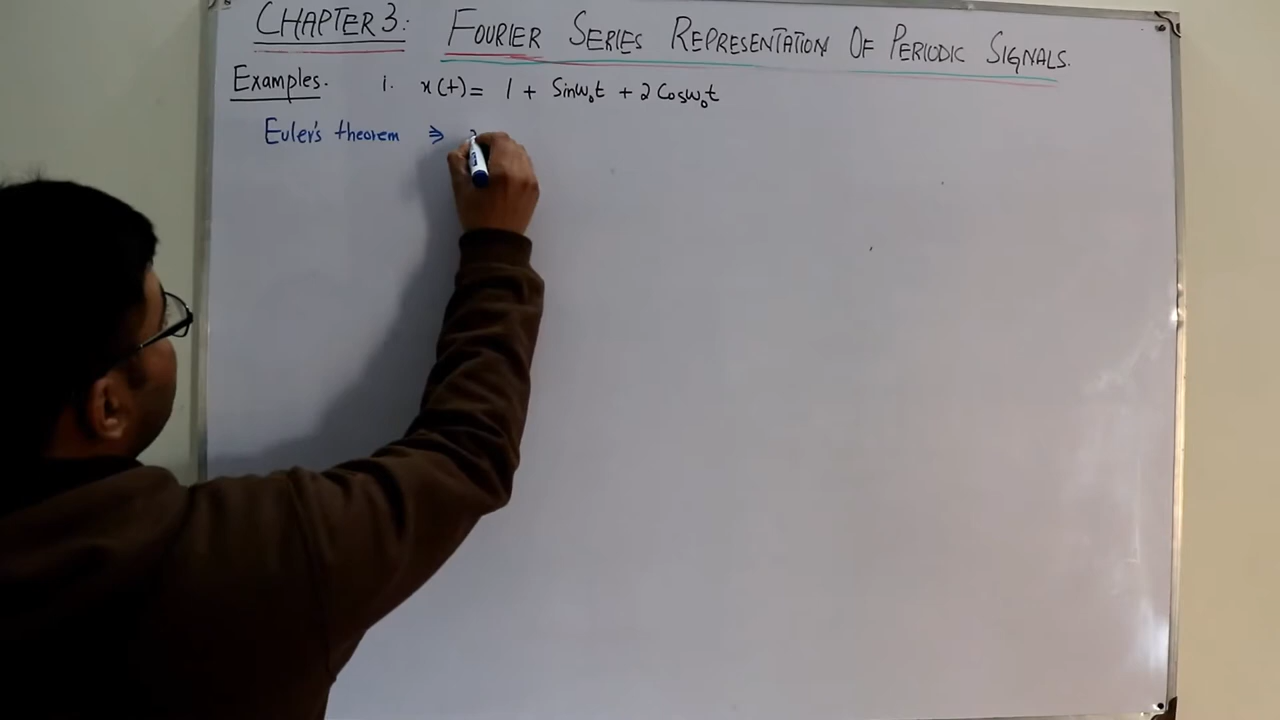 CHAPTER 3: FOURIER SERIES REPRESENTATION OF PERIODIC SIGNALS.
Examples. i. x(t) = 1 + Sinω₀t + 2 Cosω₀t
Euler's theorem ⇒